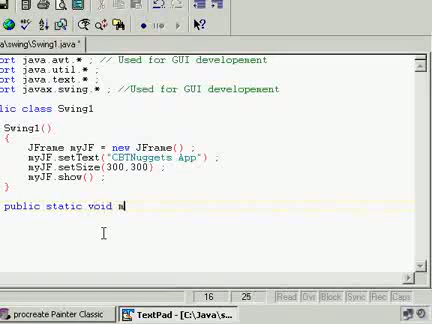 a\swing\Swing1.java *
ort java.awt.* ; // Used for GUI developement
ort java.util.* ;
ort java.text.* ;
ort javax.swing.* ; //Used for GUI developement
lic class Swing1
Swing1()
{
JFrame myJF = new JFrame() ;
myJF.setText("CBTNuggets App") ;
myJF.setSize(300,300) ;
myJF.show() ;
}
public static void m
16 25 Read Ovr Block Sync Rec Caps
procreate Painter Classic TextPad - [C:\Java\s...